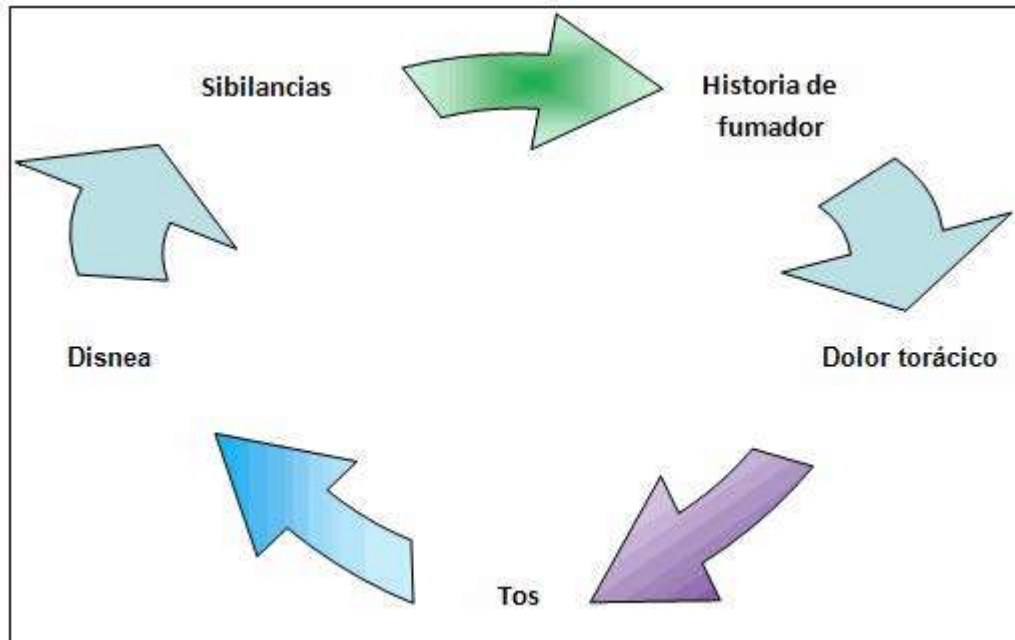 Sibilancias
Historia de
fumador
Dolor torácico
Tos
Disnea